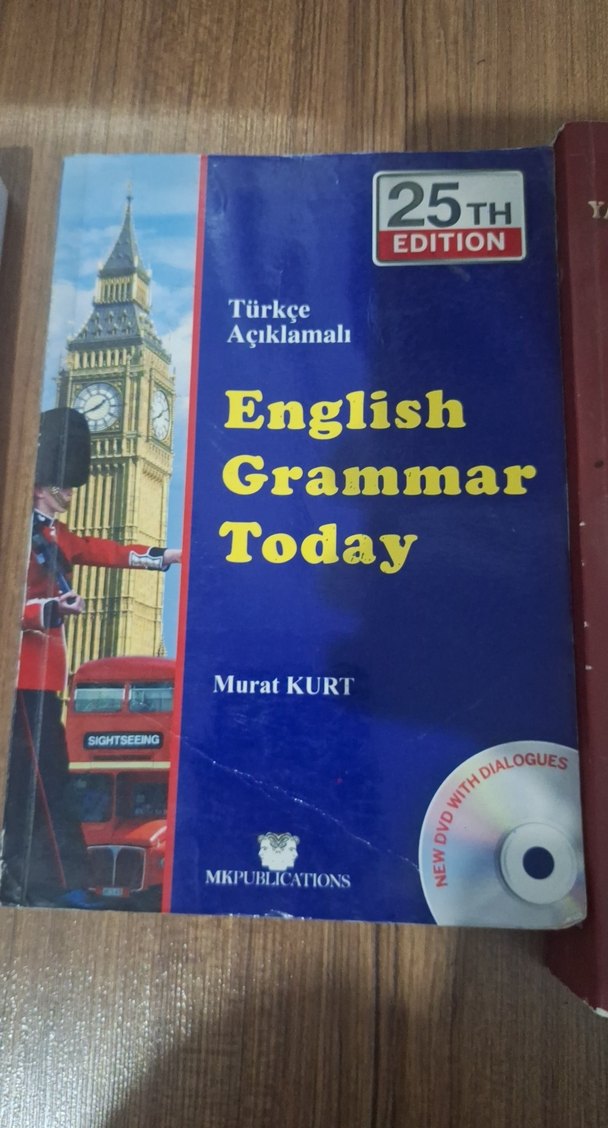 25TH
EDITION
Türkçe
Açıklamalı
English
Grammar
Today
Murat KURT
SIGHTSEEING
NEW DVD WITH DIALOGUES
MKPUBLICATIONS